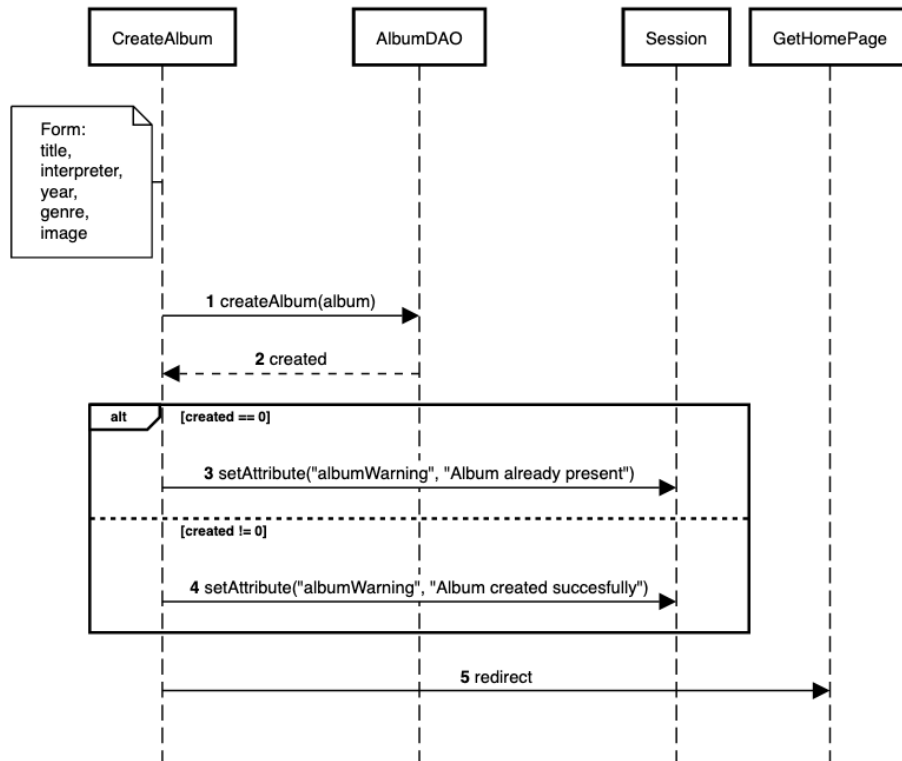 CreateAlbum
AlbumDAO
Session
GetHomePage
Form:
title,
interpreter,
year,
genre,
image
1 createAlbum(album)
2 created
alt
[created == 0]
3 setAttribute("albumWarning", "Album already present")
[created != 0]
4 setAttribute("albumWarning", "Album created succesfully")
5 redirect